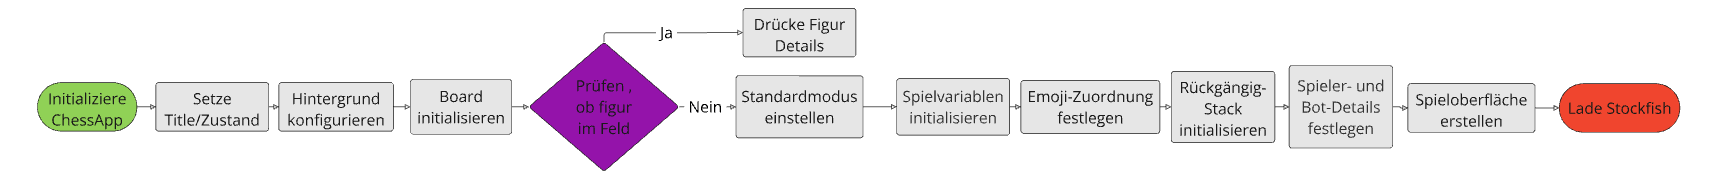 Initializiere
ChessApp
Setze
Title/Zustand
Hintergrund
konfigurieren
Board
initialisieren
Prüfen ,
ob figur
im Feld
Ja
Drücke Figur
Details
Nein
Standardmodus
einstellen
Spielvariablen
initialisieren
Emoji-Zuordnung
festlegen
Rückgängig-
Stack
initialisieren
Spieler- und
Bot-Details
festlegen
Spieloberfläche
erstellen
Lade Stockfish